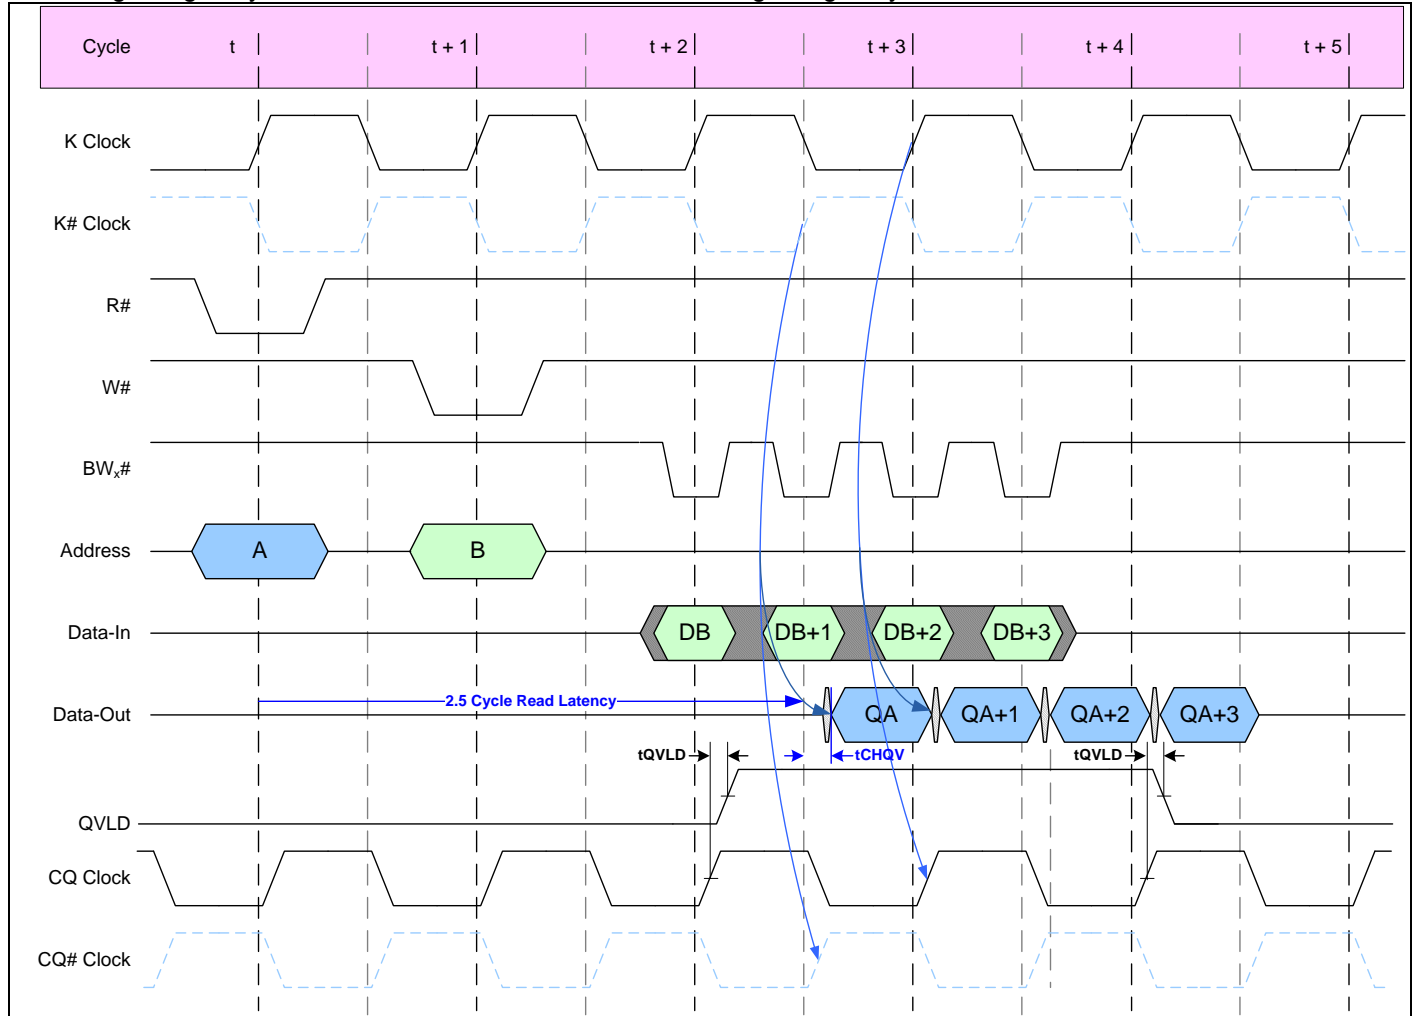 Cycle t t + 1 t + 2 t + 3 t + 4 t + 5
K Clock
K# Clock
R#
W#
BWx#
Address A B
Data-In DB DB+1 DB+2 DB+3
2.5 Cycle Read Latency
Data-Out QA QA+1 QA+2 QA+3
tQVLD tCHQV tQVLD
QVLD
CQ Clock
CQ# Clock